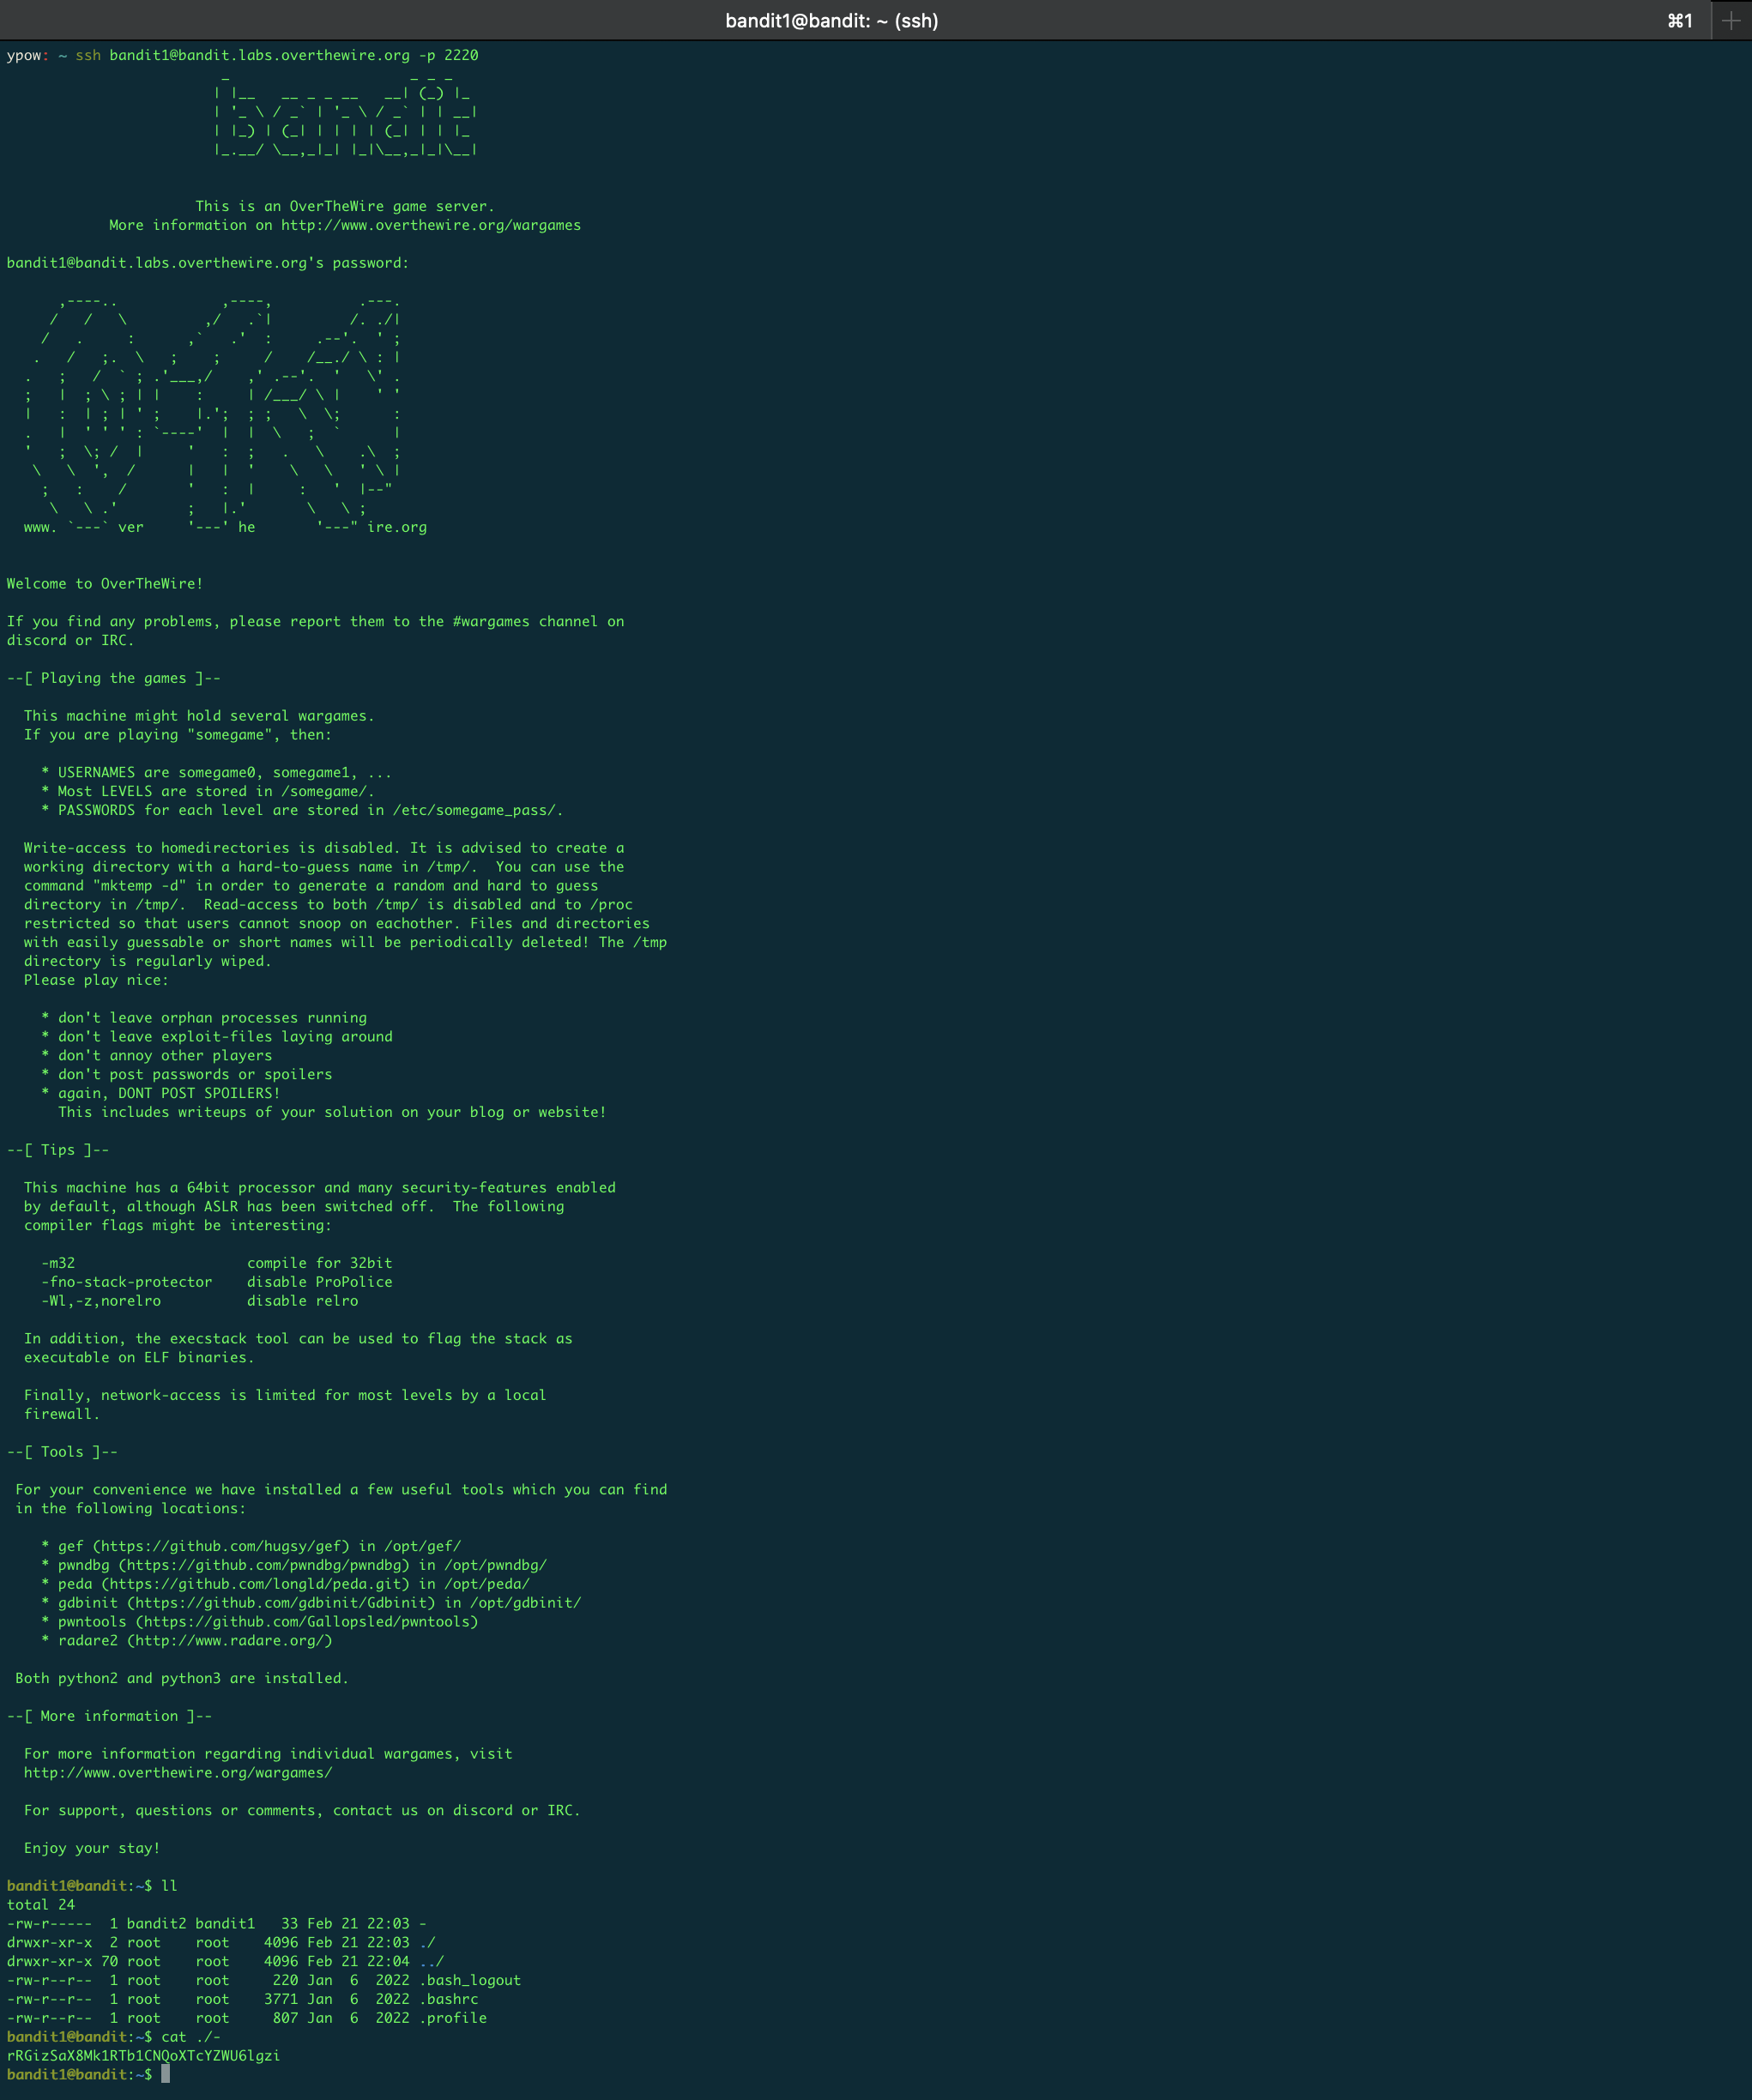 bandit1@bandit: ~ (ssh)
⌘1
ypow: ~ ssh bandit1@bandit.labs.overthewire.org -p 2220
                         _                     _ _ _
                        | |__   __ _ _ __   __| (_) |_
                        | '_ \ / _` | '_ \ / _` | | __|
                        | |_) | (_| | | | | (_| | | |_
                        |_.__/ \__,_|_| |_|\__,_|_|\__|
                      This is an OverTheWire game server.
            More information on http://www.overthewire.org/wargames
bandit1@bandit.labs.overthewire.org's password:
      ,----..            ,----,          .---.
     /   /   \         ,/   .`|         /. ./|
    /   .     :      ,`   .'  :     .--'.  ' ;
   .   /   ;.  \   ;    ;     /    /__./ \ : |
  .   ;   /  ` ; .'___,/    ,' .--'.  '   \' .
  ;   |  ; \ ; | |    :     | /___/ \ |    ' '
  |   :  | ; | ' ;    |.';  ; ;   \  \;      :
  .   |  ' ' ' : `----'  |  |  \   ;  `      |
  '   ;  \; /  |     '   :  ;   .   \    .\  ;
   \   \  ',  /      |   |  '    \   \   ' \ |
    ;   :    /       '   :  |     :   '  |--"
     \   \ .'        ;   |.'       \   \ ;
  www. `---` ver     '---' he       '---" ire.org
Welcome to OverTheWire!
If you find any problems, please report them to the #wargames channel on
discord or IRC.
--[ Playing the games ]--
  This machine might hold several wargames.
  If you are playing "somegame", then:
    * USERNAMES are somegame0, somegame1, ...
    * Most LEVELS are stored in /somegame/.
    * PASSWORDS for each level are stored in /etc/somegame_pass/.
  Write-access to homedirectories is disabled. It is advised to create a
  working directory with a hard-to-guess name in /tmp/.  You can use the
  command "mktemp -d" in order to generate a random and hard to guess
  directory in /tmp/.  Read-access to both /tmp/ is disabled and to /proc
  restricted so that users cannot snoop on eachother. Files and directories
  with easily guessable or short names will be periodically deleted! The /tmp
  directory is regularly wiped.
  Please play nice:
    * don't leave orphan processes running
    * don't leave exploit-files laying around
    * don't annoy other players
    * don't post passwords or spoilers
    * again, DONT POST SPOILERS!
      This includes writeups of your solution on your blog or website!
--[ Tips ]--
  This machine has a 64bit processor and many security-features enabled
  by default, although ASLR has been switched off.  The following
  compiler flags might be interesting:
    -m32                    compile for 32bit
    -fno-stack-protector    disable ProPolice
    -Wl,-z,norelro          disable relro
  In addition, the execstack tool can be used to flag the stack as
  executable on ELF binaries.
  Finally, network-access is limited for most levels by a local
  firewall.
--[ Tools ]--
 For your convenience we have installed a few useful tools which you can find
 in the following locations:
    * gef (https://github.com/hugsy/gef) in /opt/gef/
    * pwndbg (https://github.com/pwndbg/pwndbg) in /opt/pwndbg/
    * peda (https://github.com/longld/peda.git) in /opt/peda/
    * gdbinit (https://github.com/gdbinit/Gdbinit) in /opt/gdbinit/
    * pwntools (https://github.com/Gallopsled/pwntools)
    * radare2 (http://www.radare.org/)
 Both python2 and python3 are installed.
--[ More information ]--
  For more information regarding individual wargames, visit
  http://www.overthewire.org/wargames/
  For support, questions or comments, contact us on discord or IRC.
  Enjoy your stay!
bandit1@bandit:~$ ll
total 24
-rw-r-----  1 bandit2 bandit1   33 Feb 21 22:03 -
drwxr-xr-x  2 root    root    4096 Feb 21 22:03 ./
drwxr-xr-x 70 root    root    4096 Feb 21 22:04 ../
-rw-r--r--  1 root    root     220 Jan  6  2022 .bash_logout
-rw-r--r--  1 root    root    3771 Jan  6  2022 .bashrc
-rw-r--r--  1 root    root     807 Jan  6  2022 .profile
bandit1@bandit:~$ cat ./-
rRGizSaX8Mk1RTb1CNQoXTcYZWU6lgzi
bandit1@bandit:~$